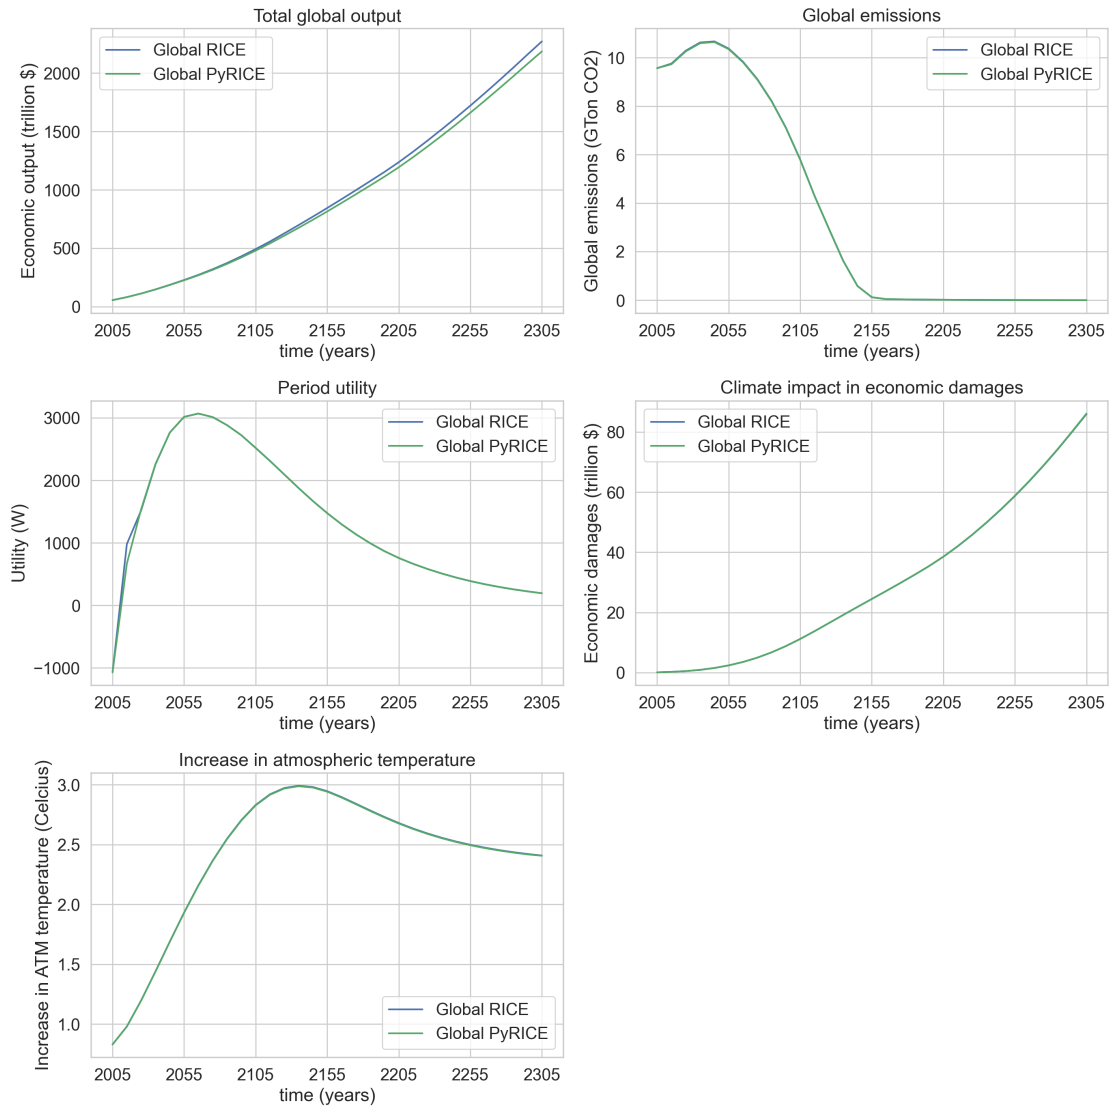 Total global output
Economic output (trillion $)
2000
1500
1000
500
0
Global RICE
Global PyRICE
2005 2055 2105 2155 2205 2255 2305
time (years)
Global emissions
Global emissions (GTon CO2)
10
8
6
4
2
0
Global RICE
Global PyRICE
2005 2055 2105 2155 2205 2255 2305
time (years)
Period utility
Utility (W)
3000
2000
1000
0
−1000
Global RICE
Global PyRICE
2005 2055 2105 2155 2205 2255 2305
time (years)
Climate impact in economic damages
Economic damages (trillion $)
80
60
40
20
0
Global RICE
Global PyRICE
2005 2055 2105 2155 2205 2255 2305
time (years)
Increase in atmospheric temperature
Increase in ATM temperature (Celcius)
3.0
2.5
2.0
1.5
1.0
Global RICE
Global PyRICE
2005 2055 2105 2155 2205 2255 2305
time (years)